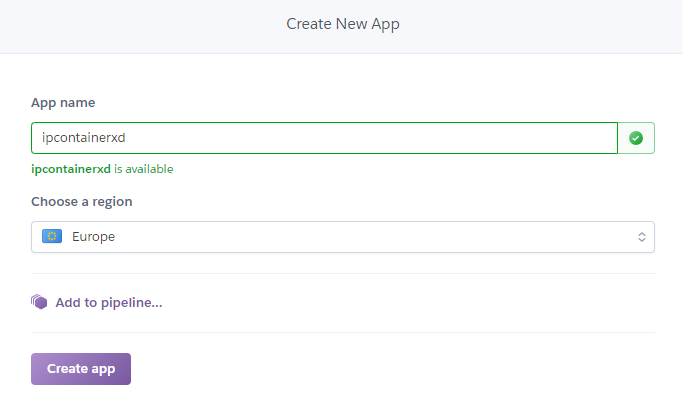 Create New App
App name
ipcontainerxd
ipcontainerxd is available
Choose a region
Europe
Add to pipeline...
Create app